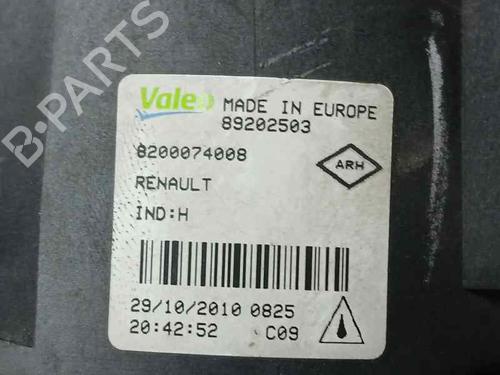 Valeo MADE IN EUROPE
89202503
8200074008
ARH
RENAULT
IND:H
29/10/2010 0825
20:42:52 C09
B-PARTS